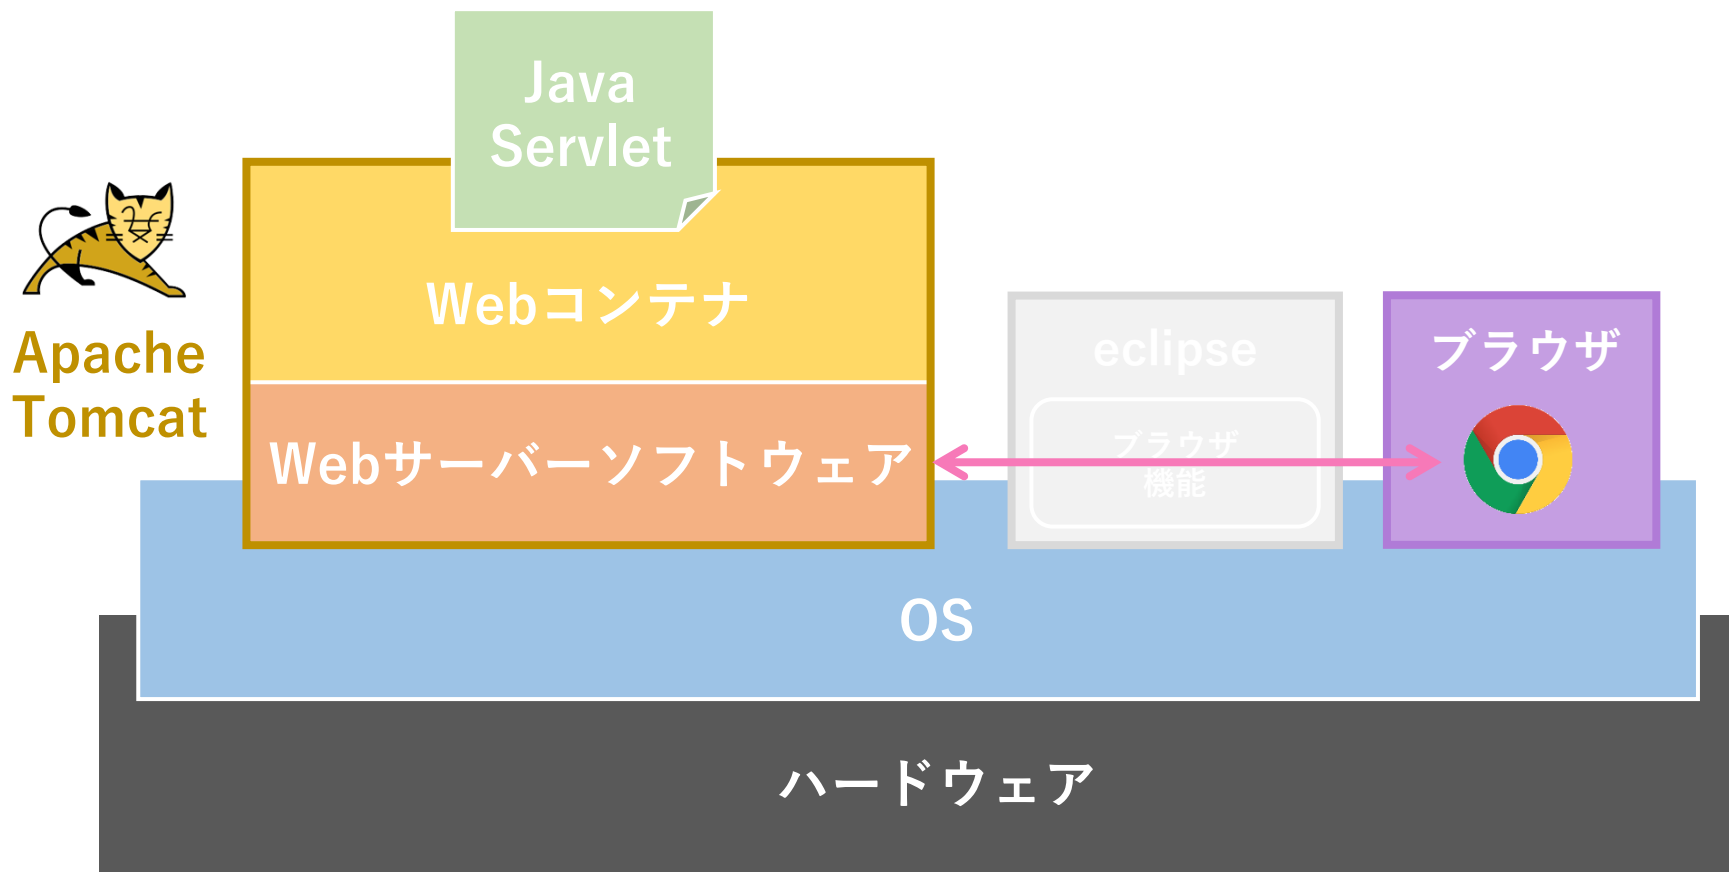 Java
Servlet
Webコンテナ
Apache
Tomcat
Webサーバーソフトウェア
eclipse
ブラウザ
機能
ブラウザ
OS
ハードウェア